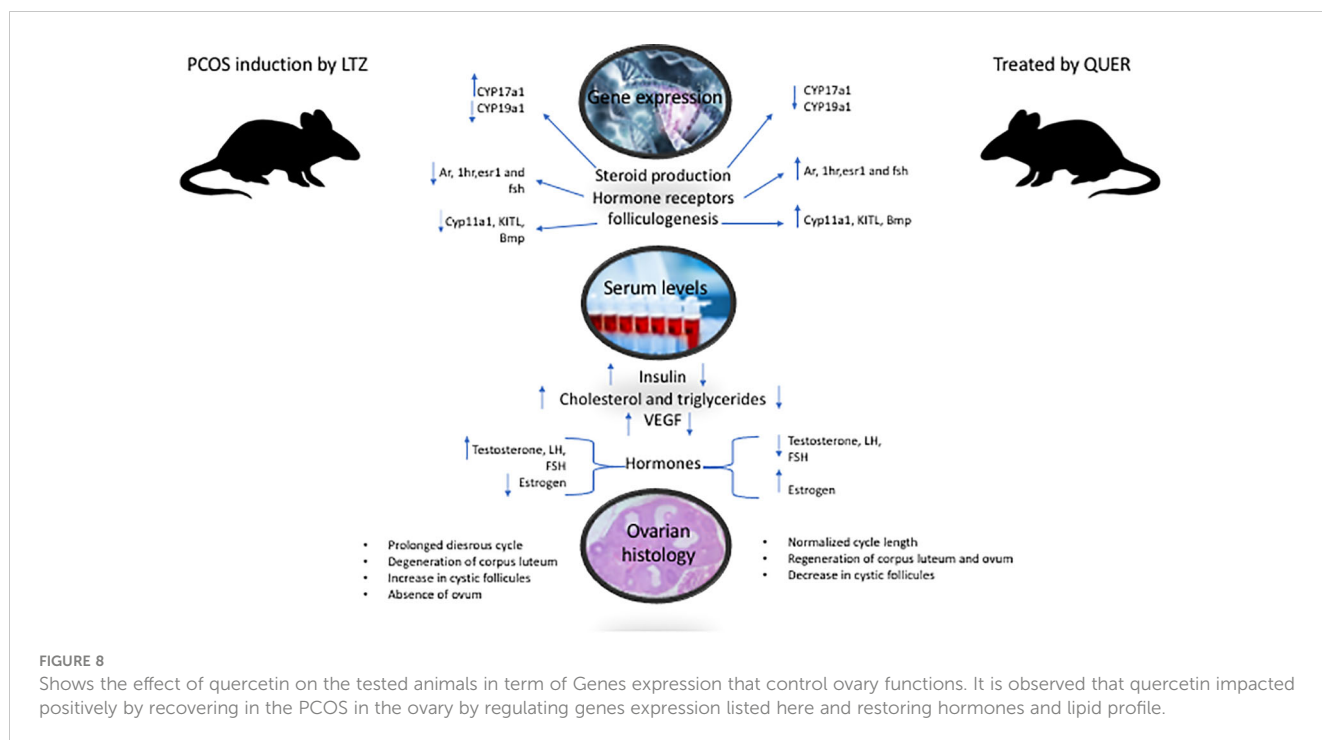 PCOS induction by LTZ
Treated by QUER
Gene expression
CYP17a1
CYP19a1
CYP17a1
CYP19a1
Steroid production
Hormone receptors
folliculogenesis
Ar, 1hr,esr1 and
fsh
Ar, 1hr,esr1 and fsh
Cyp11a1, KITL,
Bmp
Cyp11a1, KITL, Bmp
Serum levels
Insulin
Cholesterol and triglycerides
VEGF
Testosterone, LH,
FSH
Estrogen
Hormones
Testosterone, LH,
FSH
Estrogen
Ovarian
histology
• Prolonged diesrous cycle
• Degeneration of corpus luteum
• Increase in cystic follicules
• Absence of ovum
• Normalized cycle length
• Regeneration of corpus luteum and ovum
• Decrease in cystic follicules
FIGURE 8
Shows the effect of quercetin on the tested animals in term of Genes expression that control ovary functions. It is observed that quercetin impacted
positively by recovering in the PCOS in the ovary by regulating genes expression listed here and restoring hormones and lipid profile.